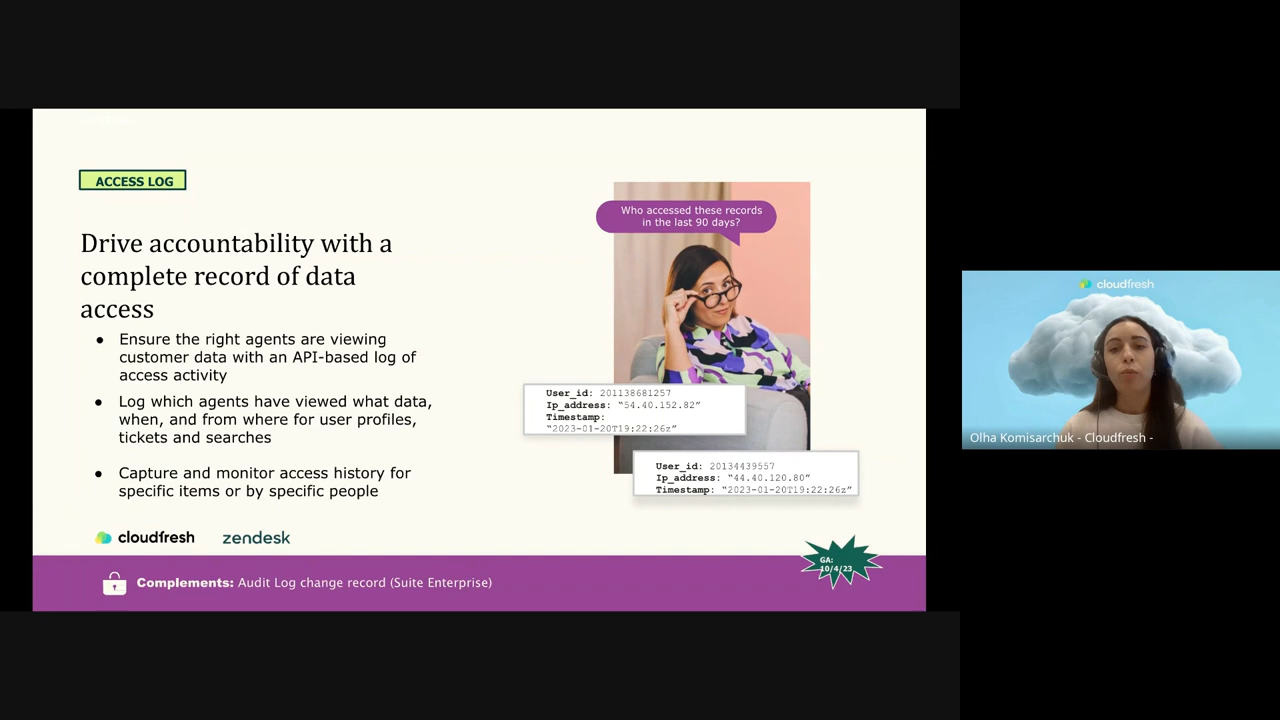 ACCESS LOG
Drive accountability with a
complete record of data
access
● Ensure the right agents are viewing
customer data with an API-based log of
access activity
● Log which agents have viewed what data,
when, and from where for user profiles,
tickets and searches
● Capture and monitor access history for
specific items or by specific people
Who accessed these records
in the last 90 days?
User_id: 201138681257
Ip_address: “54.40.152.82”
Timestamp:
“2023-01-20T19:22:26z”
User_id: 20134439557
Ip_address: “44.40.120.80”
Timestamp: “2023-01-20T19:22:26z”
cloudfresh zendesk
GA:
10/4/23
Complements: Audit Log change record (Suite Enterprise)
cloudfresh
Olha Komisarchuk - Cloudfresh -